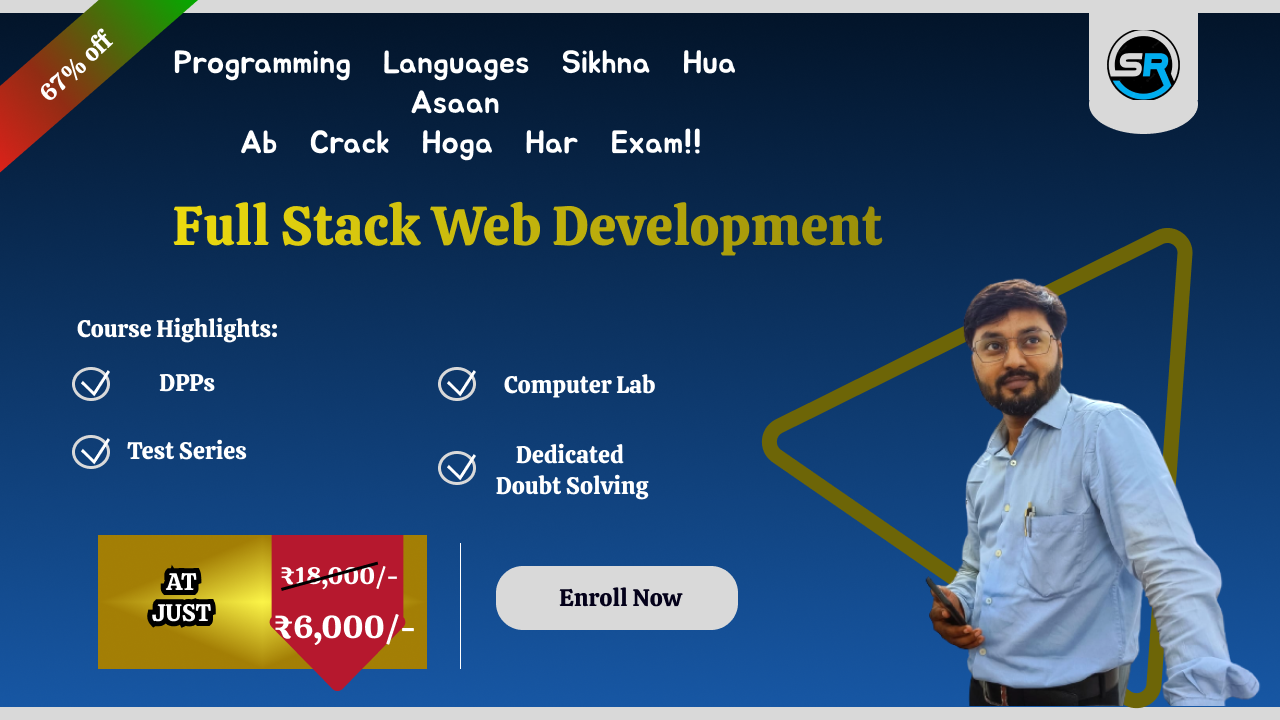 67% off
Programming Languages Sikhna Hua
Asaan
Ab Crack Hoga Har Exam!!
SR
Full Stack Web Development
Course Highlights:
DPPs
Computer Lab
Test Series
Dedicated
Doubt Solving
AT
JUST
₹18,000/-
₹6,000/-
Enroll Now